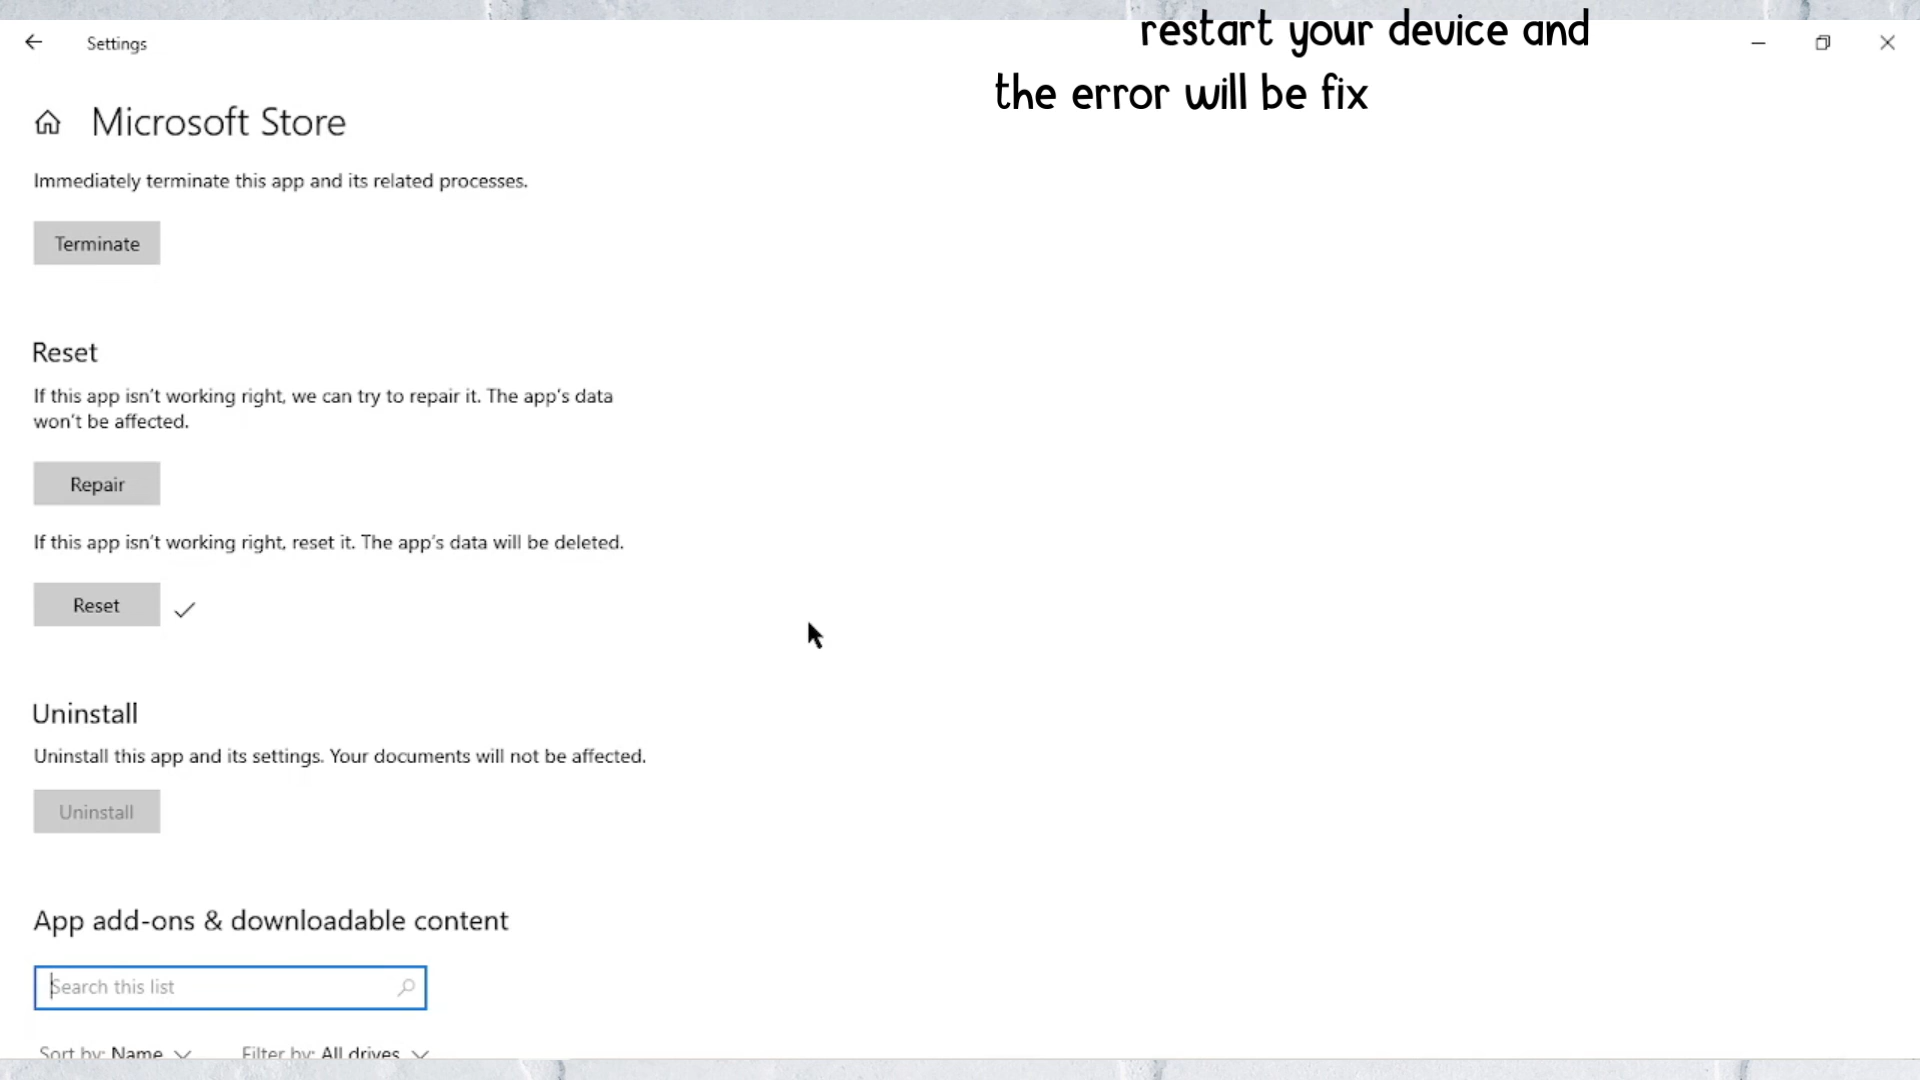 restart your device and
the error will be fix
Settings
Microsoft Store
Immediately terminate this app and its related processes.
Terminate
Reset
If this app isn't working right, we can try to repair it. The app's data
won't be affected.
Repair
If this app isn't working right, reset it. The app's data will be deleted.
Reset
Uninstall
Uninstall this app and its settings. Your documents will not be affected.
Uninstall
App add-ons & downloadable content
Search this list
Sort by: Name Filter by: All drives